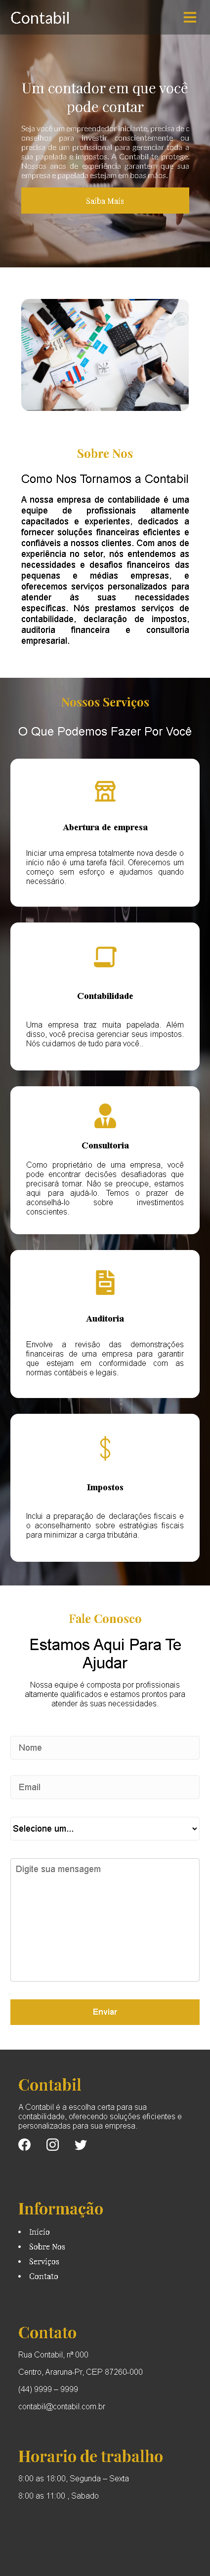 Contabil
Um contador em que você
pode contar
Seja você um empreendedor iniciante, precisa de c
onselhos para investir conscientemente ou
precisa de um profissional para gerenciar toda a
sua papelada e impostos. A Contabil te protege.
Nossos anos de experiência garantem que sua
empresa e papelada estejam em boas mãos.
Saiba Mais
Sobre Nos
Como Nos Tornamos a Contabil
A nossa empresa de contabilidade é uma
equipe de profissionais altamente
capacitados e experientes, dedicados a
fornecer soluções financeiras eficientes e
confiáveis a nossos clientes. Com anos de
experiência no setor, nós entendemos as
necessidades e desafios financeiros das
pequenas e médias empresas, e
oferecemos serviços personalizados para
atender às suas necessidades
específicas. Nós prestamos serviços de
contabilidade, declaração de impostos,
auditoria financeira e consultoria
empresarial.
Nossos Serviços
O Que Podemos Fazer Por Você
Abertura de empresa
Iniciar uma empresa totalmente nova desde o
início não é uma tarefa fácil. Oferecemos um
começo sem esforço e ajudamos quando
necessário.
Contabilidade
Uma empresa traz muita papelada. Além
disso, você precisa gerenciar seus impostos.
Nós cuidamos de tudo para você..
Consultoria
Como proprietário de uma empresa, você
pode encontrar decisões desafiadoras que
precisará tomar. Não se preocupe, estamos
aqui para ajudá-lo. Temos o prazer de
aconselhá-lo sobre investimentos
conscientes.
Auditoria
Envolve a revisão das demonstrações
financeiras de uma empresa para garantir
que estejam em conformidade com as
normas contábeis e legais.
Impostos
Inclui a preparação de declarações fiscais e
o aconselhamento sobre estratégias fiscais
para minimizar a carga tributária.
Fale Conosco
Estamos Aqui Para Te
Ajudar
Nossa equipe é composta por profissionais
altamente qualificados e estamos prontos para
atender às suas necessidades.
Nome
Email
Selecione um...
Digite sua mensagem
Enviar
Contabil
A Contabil é a escolha certa para sua
contabilidade, oferecendo soluções eficientes e
personalizadas para sua empresa.
Informação
• Início
• Sobre Nos
• Serviços
• Contato
Contato
Rua Contabil, nª 000
Centro, Araruna-Pr, CEP 87260-000
(44) 9999 – 9999
contabil@contabil.com.br
Horario de trabalho
8:00 as 18:00, Segunda – Sexta
8:00 as 11:00 , Sabado